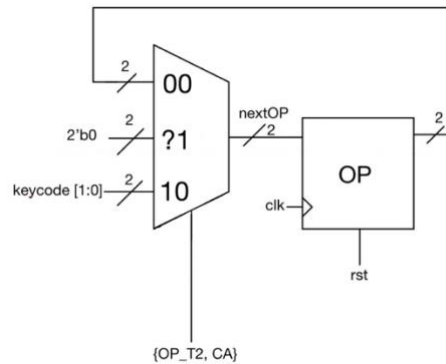 2
2
00
nextOP
2'b0
2
?1
2
OP
keycode [1:0]
2
10
clk
rst
{OP_T2, CA}